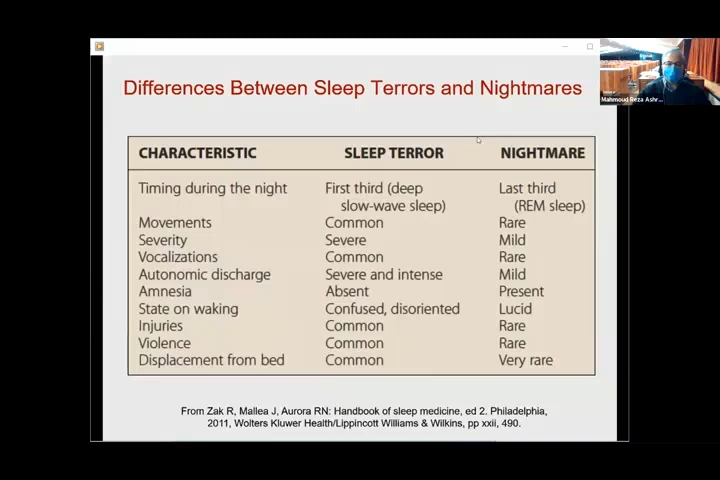 Differences Between Sleep Terrors and Nightmares
Mahmoud Reza Ashr...
CHARACTERISTIC SLEEP TERROR NIGHTMARE
Timing during the night First third (deep slow-wave sleep) Last third (REM sleep)
Movements Common Rare
Severity Severe Mild
Vocalizations Common Rare
Autonomic discharge Severe and intense Mild
Amnesia Absent Present
State on waking Confused, disoriented Lucid
Injuries Common Rare
Violence Common Rare
Displacement from bed Common Very rare
From Zak R, Mallea J, Aurora RN: Handbook of sleep medicine, ed 2. Philadelphia,
2011, Wolters Kluwer Health/Lippincott Williams & Wilkins, pp xxii, 490.